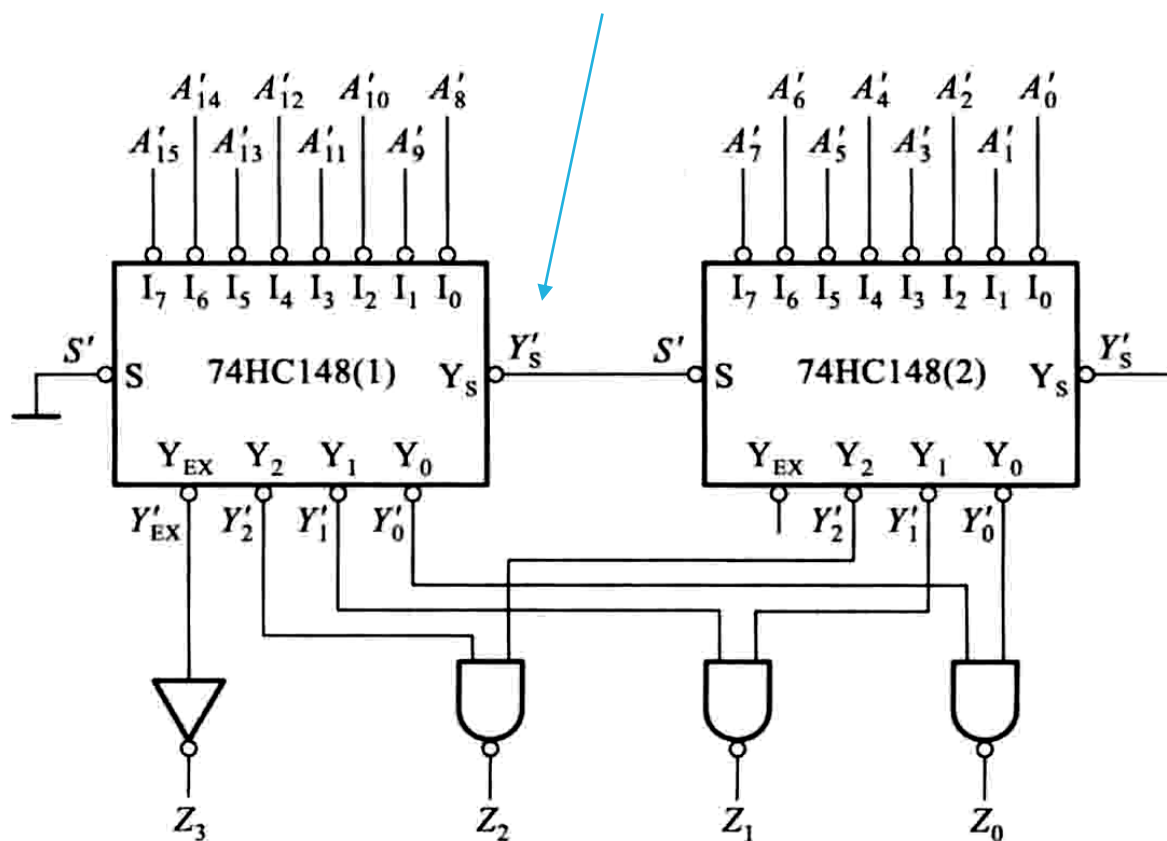 A′14 A′12 A′10 A′8 A′6 A′4 A′2 A′0
A′15 A′13 A′11 A′9 A′7 A′5 A′3 A′1
I7 I6 I5 I4 I3 I2 I1 I0 I7 I6 I5 I4 I3 I2 I1 I0
S′ S 74HC148(1) YS Y′S S′ S 74HC148(2) YS Y′S
YEX Y2 Y1 Y0 YEX Y2 Y1 Y0
Y′EX Y′2 Y′1 Y′0 Y′2 Y′1 Y′0
Z3 Z2 Z1 Z0